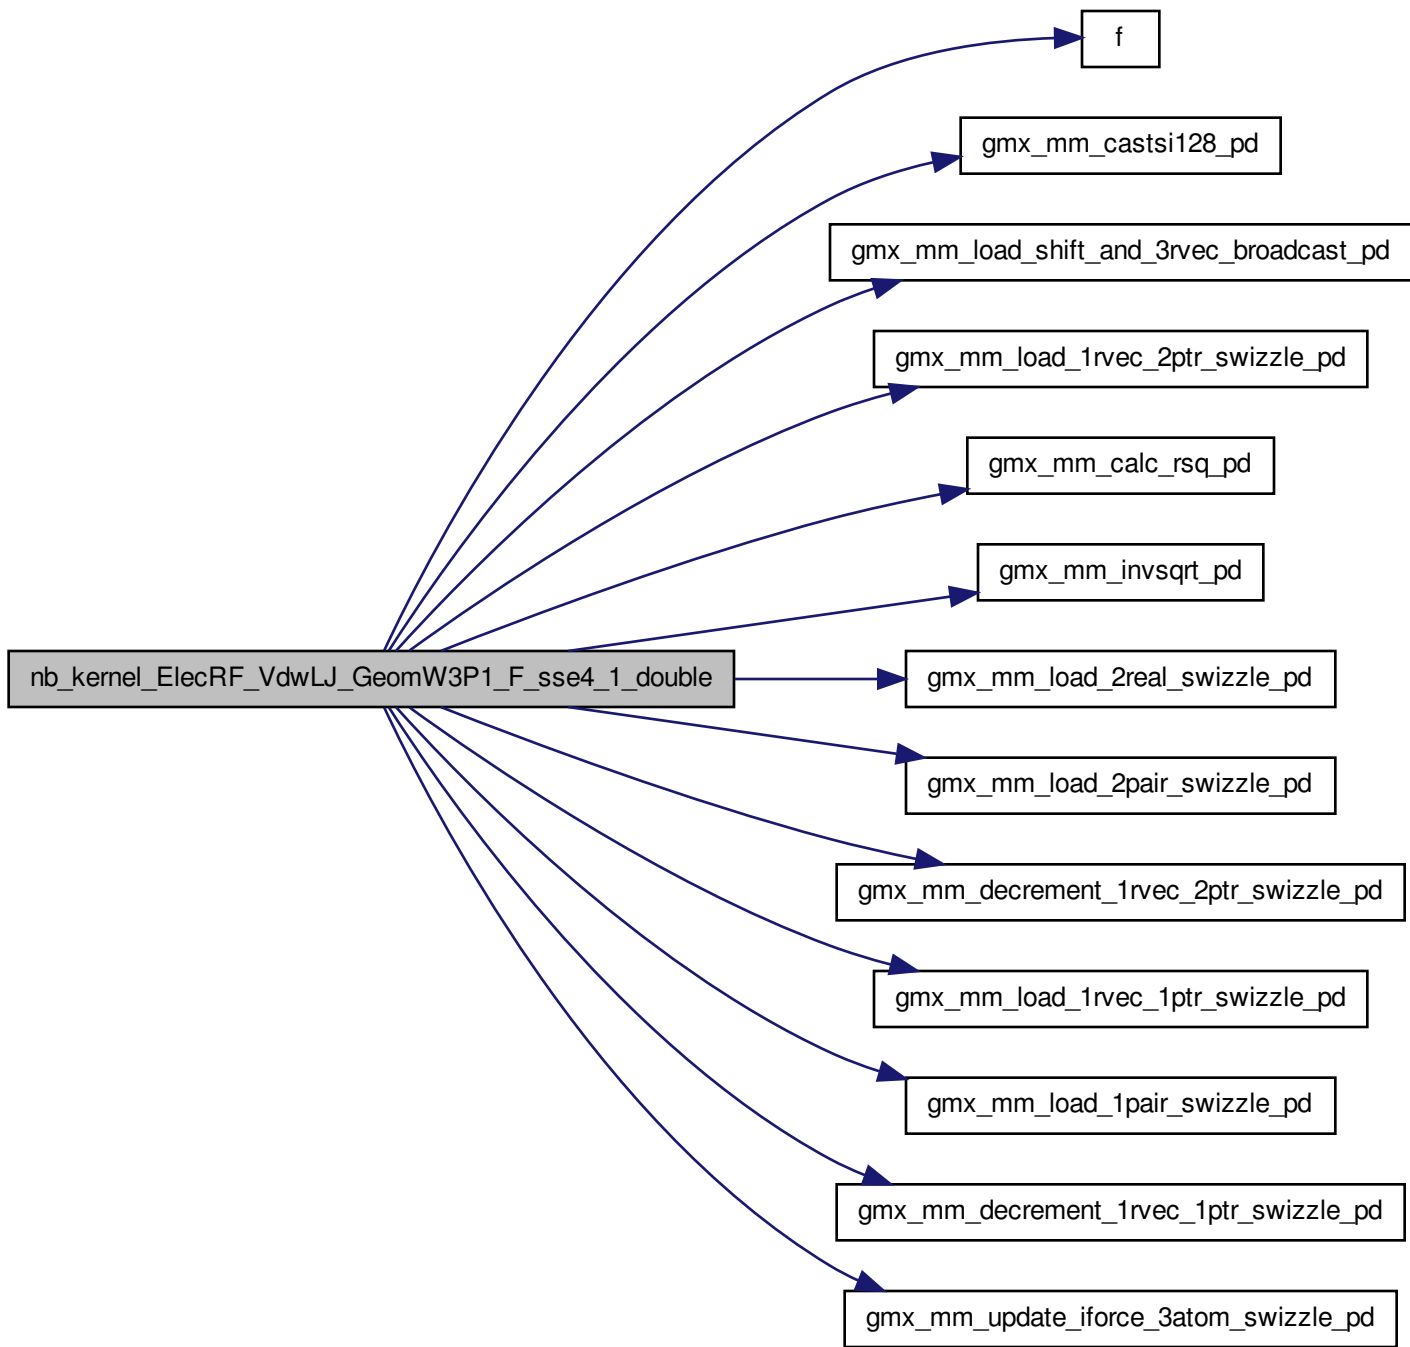 f
gmx_mm_castsi128_pd
gmx_mm_load_shift_and_3rvec_broadcast_pd
gmx_mm_load_1rvec_2ptr_swizzle_pd
gmx_mm_calc_rsq_pd
gmx_mm_invsqrt_pd
nb_kernel_ElecRF_VdwLJ_GeomW3P1_F_sse4_1_double
gmx_mm_load_2real_swizzle_pd
gmx_mm_load_2pair_swizzle_pd
gmx_mm_decrement_1rvec_2ptr_swizzle_pd
gmx_mm_load_1rvec_1ptr_swizzle_pd
gmx_mm_load_1pair_swizzle_pd
gmx_mm_decrement_1rvec_1ptr_swizzle_pd
gmx_mm_update_iforce_3atom_swizzle_pd